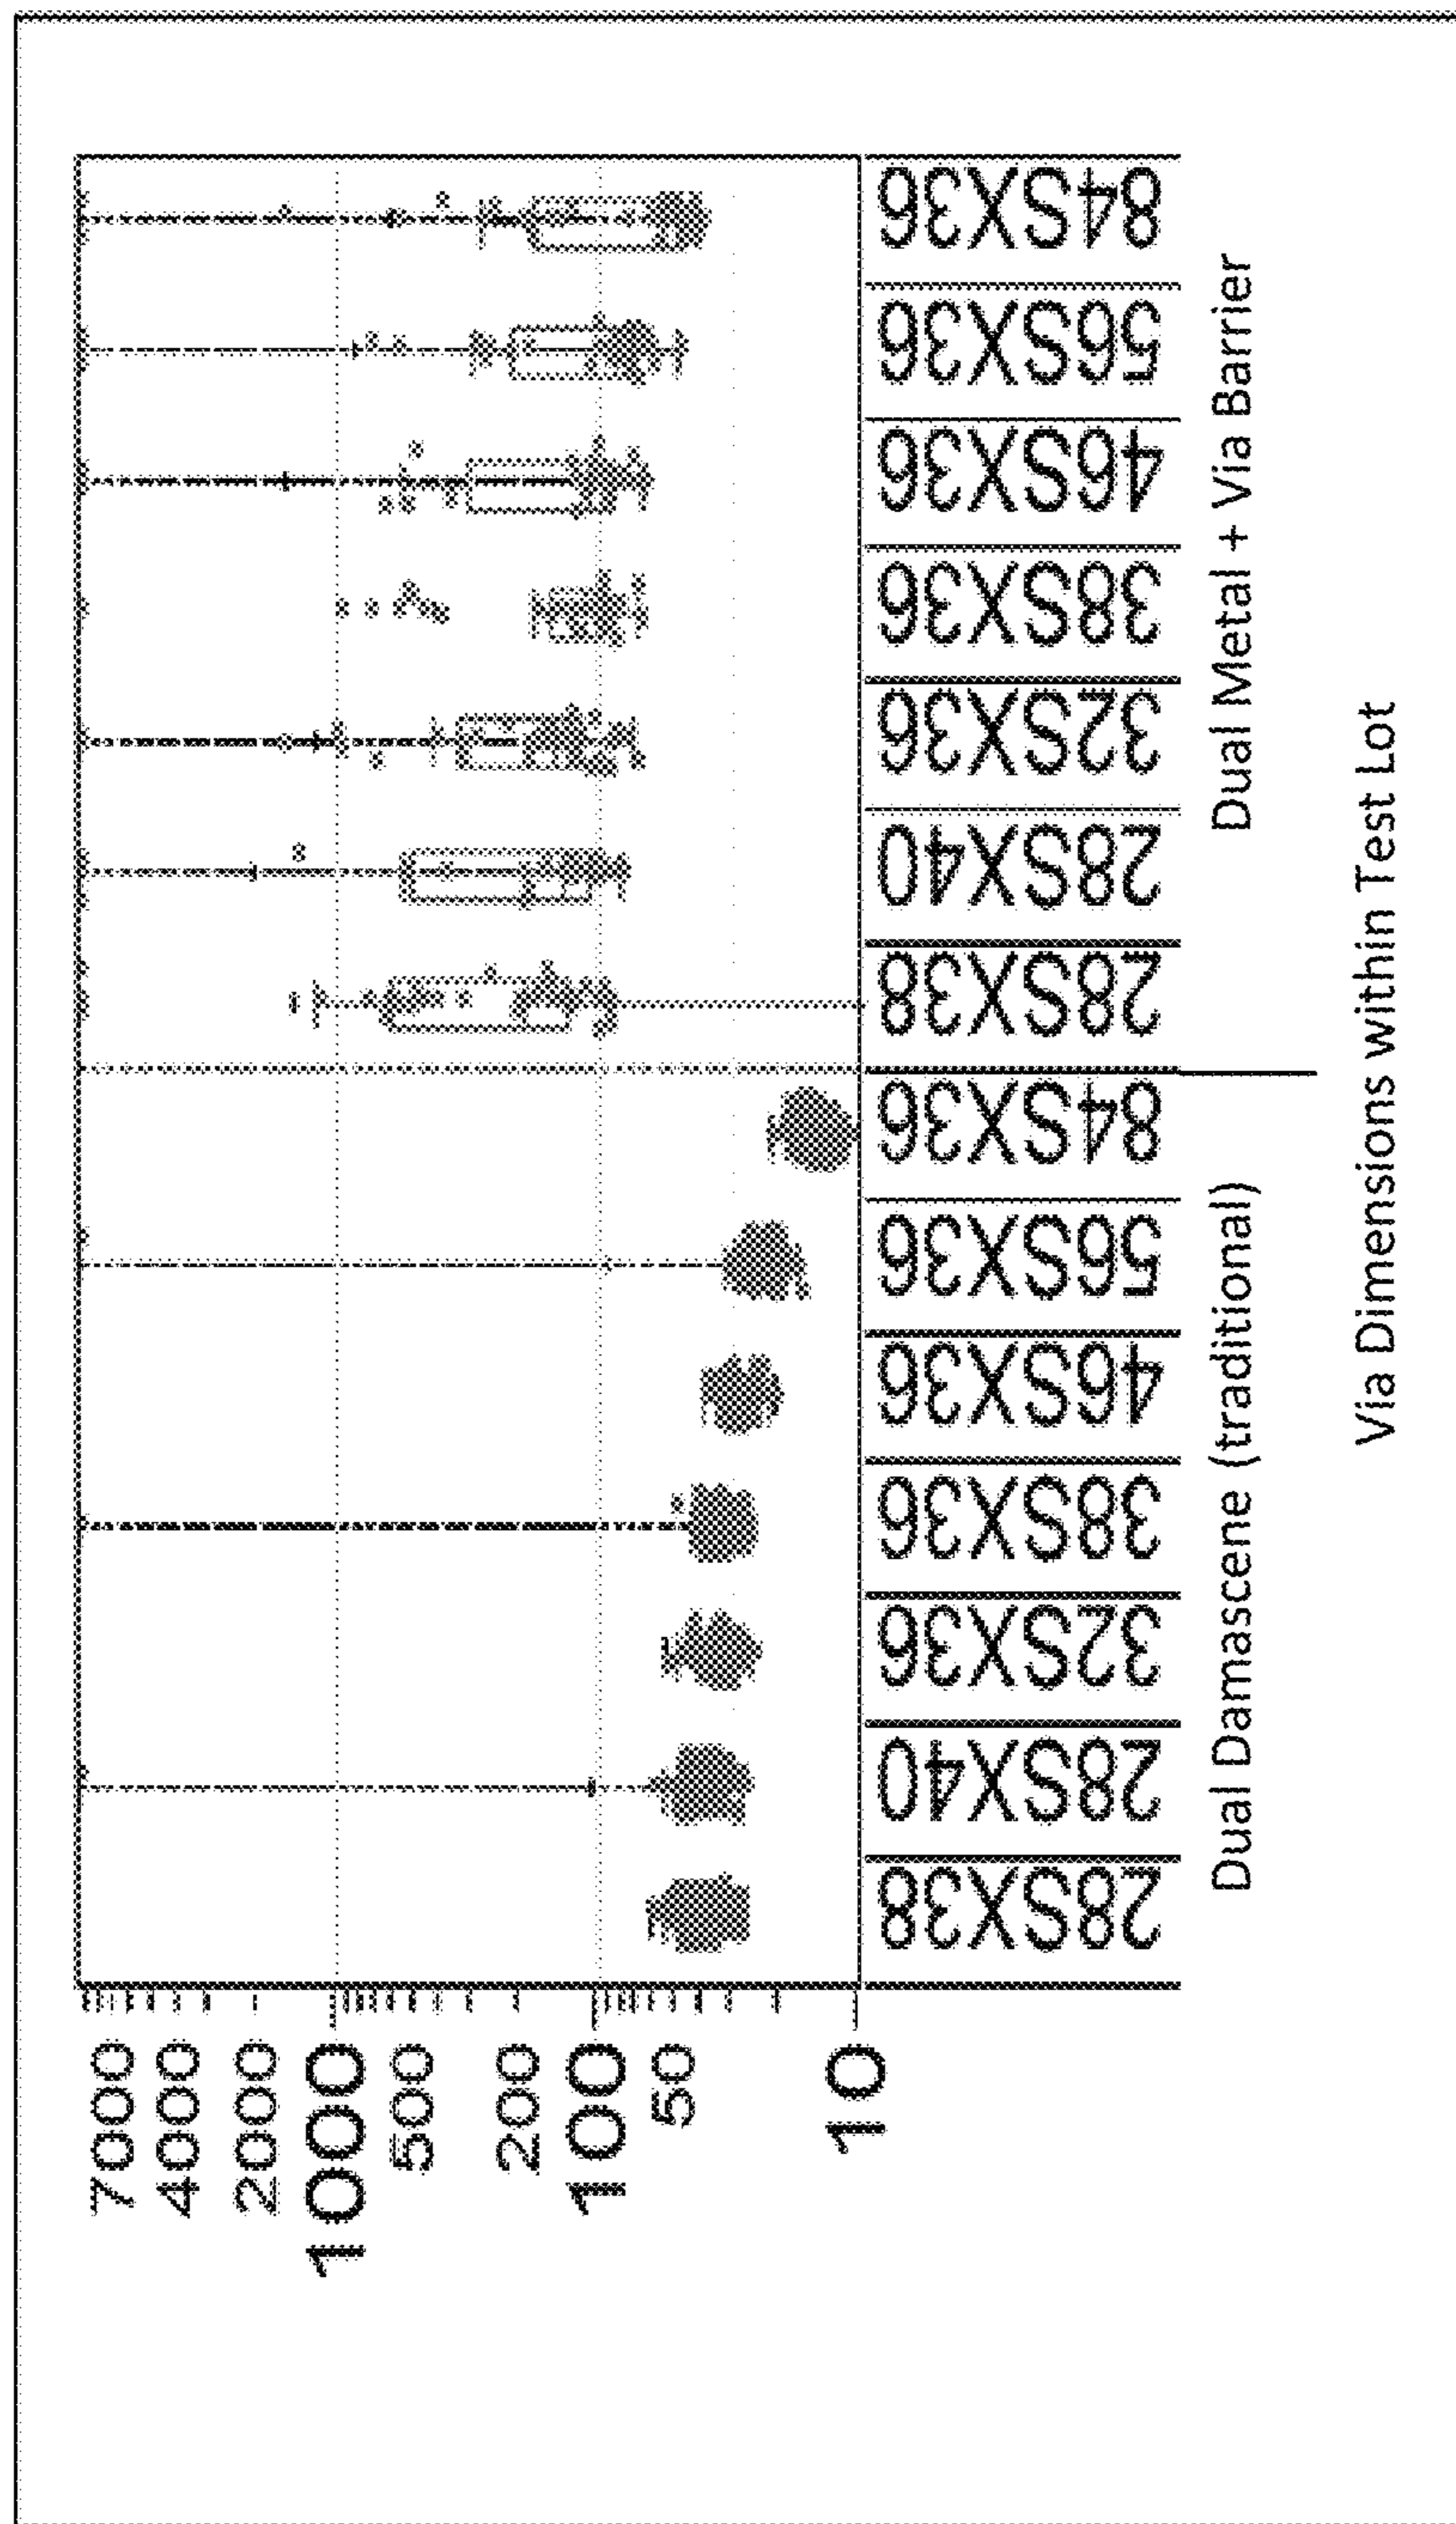 7000
4000
2000
1000
500
200
100
50
10
28SX38
28SX40
32SX36
38SX36
46SX36
56SX36
84SX36
28SX38
28SX40
32SX36
38SX36
46SX36
56SX36
84SX36
Dual Damascene (traditional)
Dual Metal + Via Barrier
Via Dimensions within Test Lot